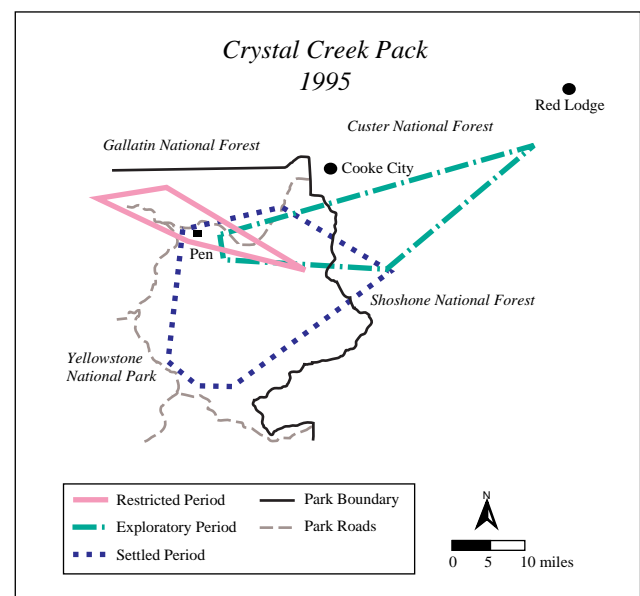 Crystal Creek Pack
1995
Red Lodge
Custer National Forest
Gallatin National Forest
Cooke City
Pen
Shoshone National Forest
Yellowstone
National Park
Restricted Period
Exploratory Period
Settled Period
Park Boundary
Park Roads
N
0 5 10 miles